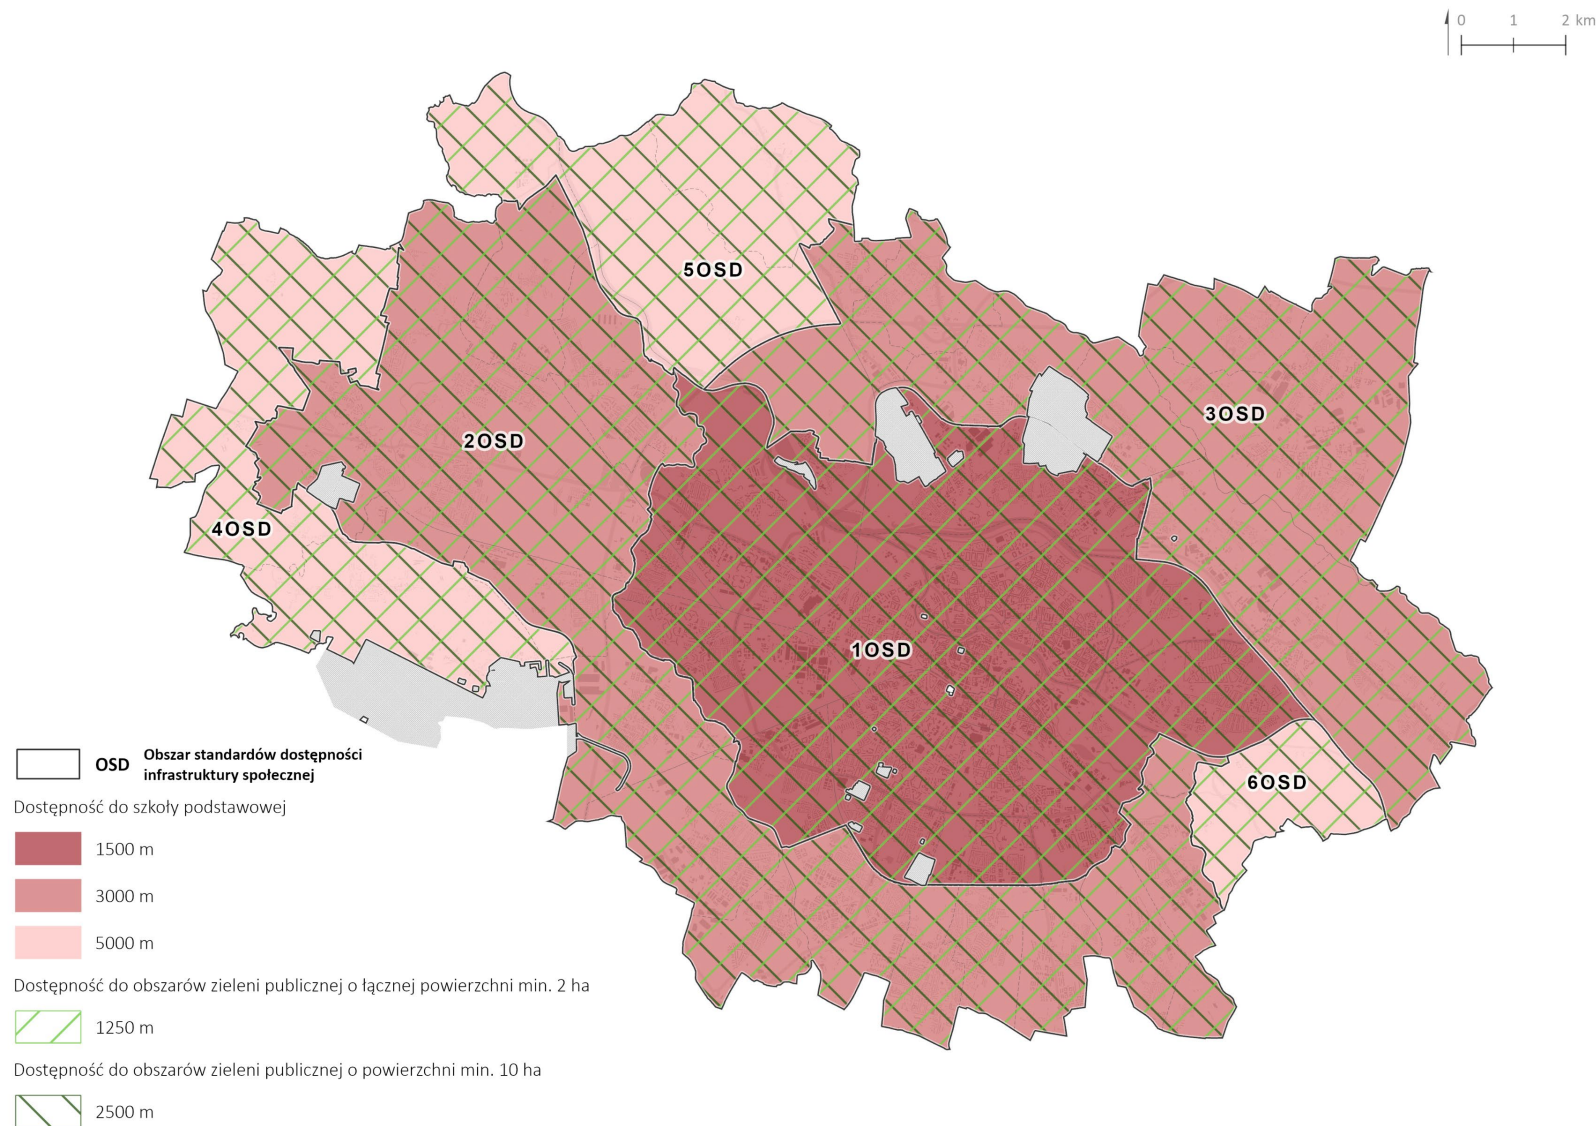 0 1 2 km
5OSD
3OSD
2OSD
4OSD
1OSD
6OSD
OSD Obszar standardów dostępności
infrastruktury społecznej
Dostępność do szkoły podstawowej
1500 m
3000 m
5000 m
Dostępność do obszarów zieleni publicznej o łącznej powierzchni min. 2 ha
1250 m
Dostępność do obszarów zieleni publicznej o powierzchni min. 10 ha
2500 m